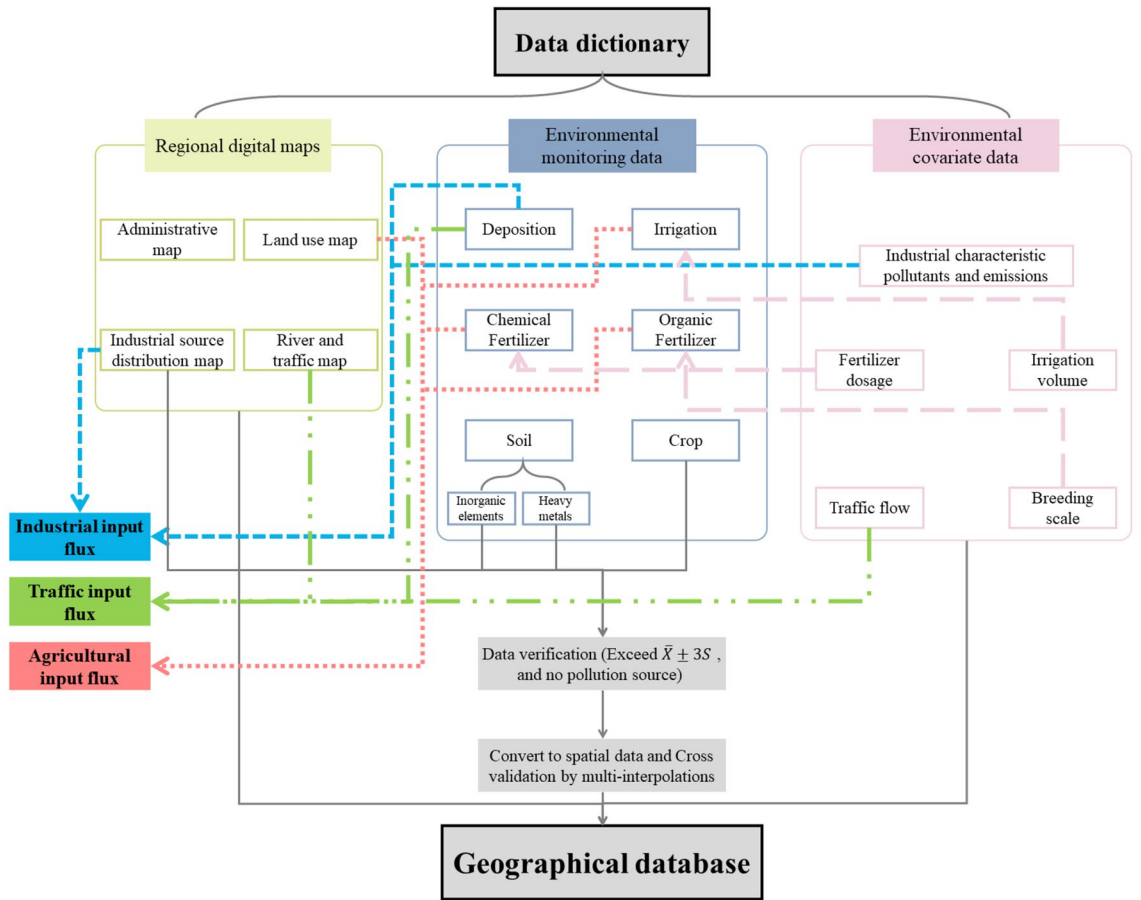 Data dictionary
Regional digital maps
Environmental
monitoring data
Environmental
covariate data
Administrative
map
Land use map
Deposition
Irrigation
Industrial characteristic
pollutants and emissions
Industrial source
distribution map
River and
traffic map
Chemical
Fertilizer
Organic
Fertilizer
Fertilizer
dosage
Irrigation
volume
Soil
Crop
Inorganic
elements
Heavy
metals
Traffic flow
Breeding
scale
Industrial input
flux
Traffic input
flux
Agricultural
input flux
Data verification (Exceed X̄ ± 3S ,
and no pollution source)
Convert to spatial data and Cross
validation by multi-interpolations
Geographical database